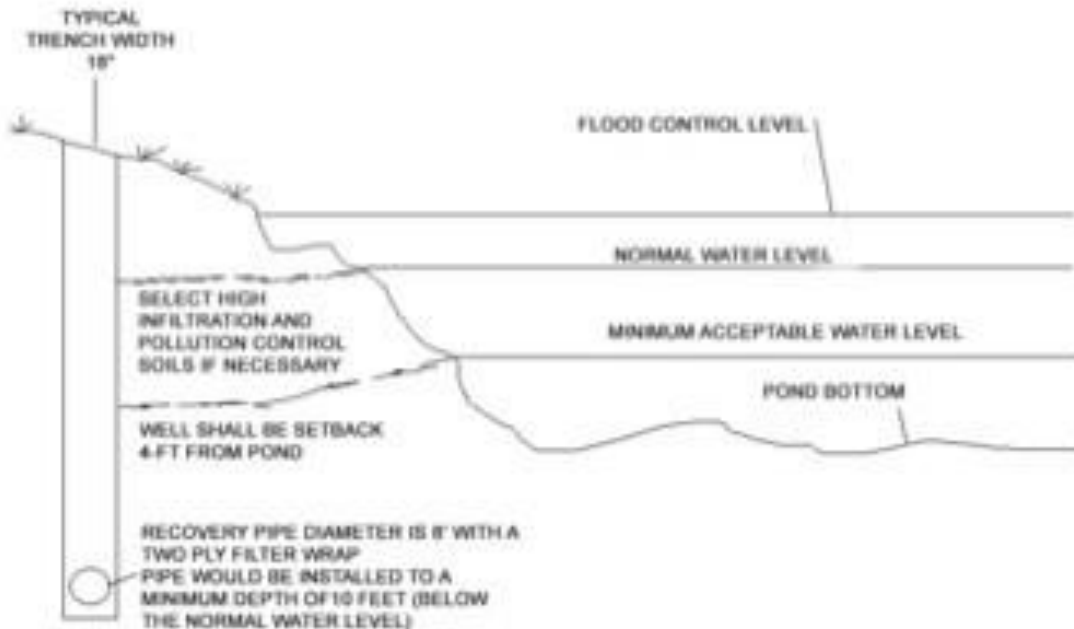 TYPICAL
TRENCH WIDTH
18"
FLOOD CONTROL LEVEL
NORMAL WATER LEVEL
SELECT HIGH
INFILTRATION AND
POLLUTION CONTROL
SOILS IF NECESSARY
MINIMUM ACCEPTABLE WATER LEVEL
POND BOTTOM
WELL SHALL BE SETBACK
4-FT FROM POND
RECOVERY PIPE DIAMETER IS 8' WITH A
TWO PLY FILTER WRAP
PIPE WOULD BE INSTALLED TO A
MINIMUM DEPTH OF 10 FEET (BELOW
THE NORMAL WATER LEVEL)